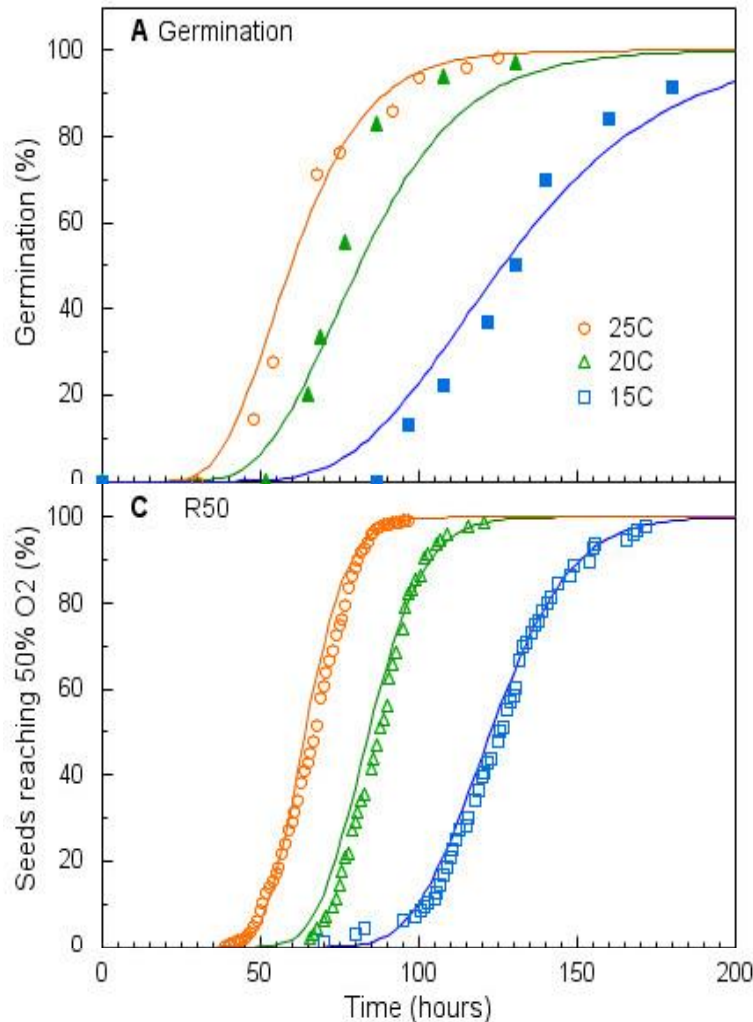 A Germination
100
80
60
40
20
0
Germination (%)
25C
20C
15C
C R50
100
80
60
40
20
0
Seeds reaching 50% O2 (%)
0 50 100 150 200
Time (hours)